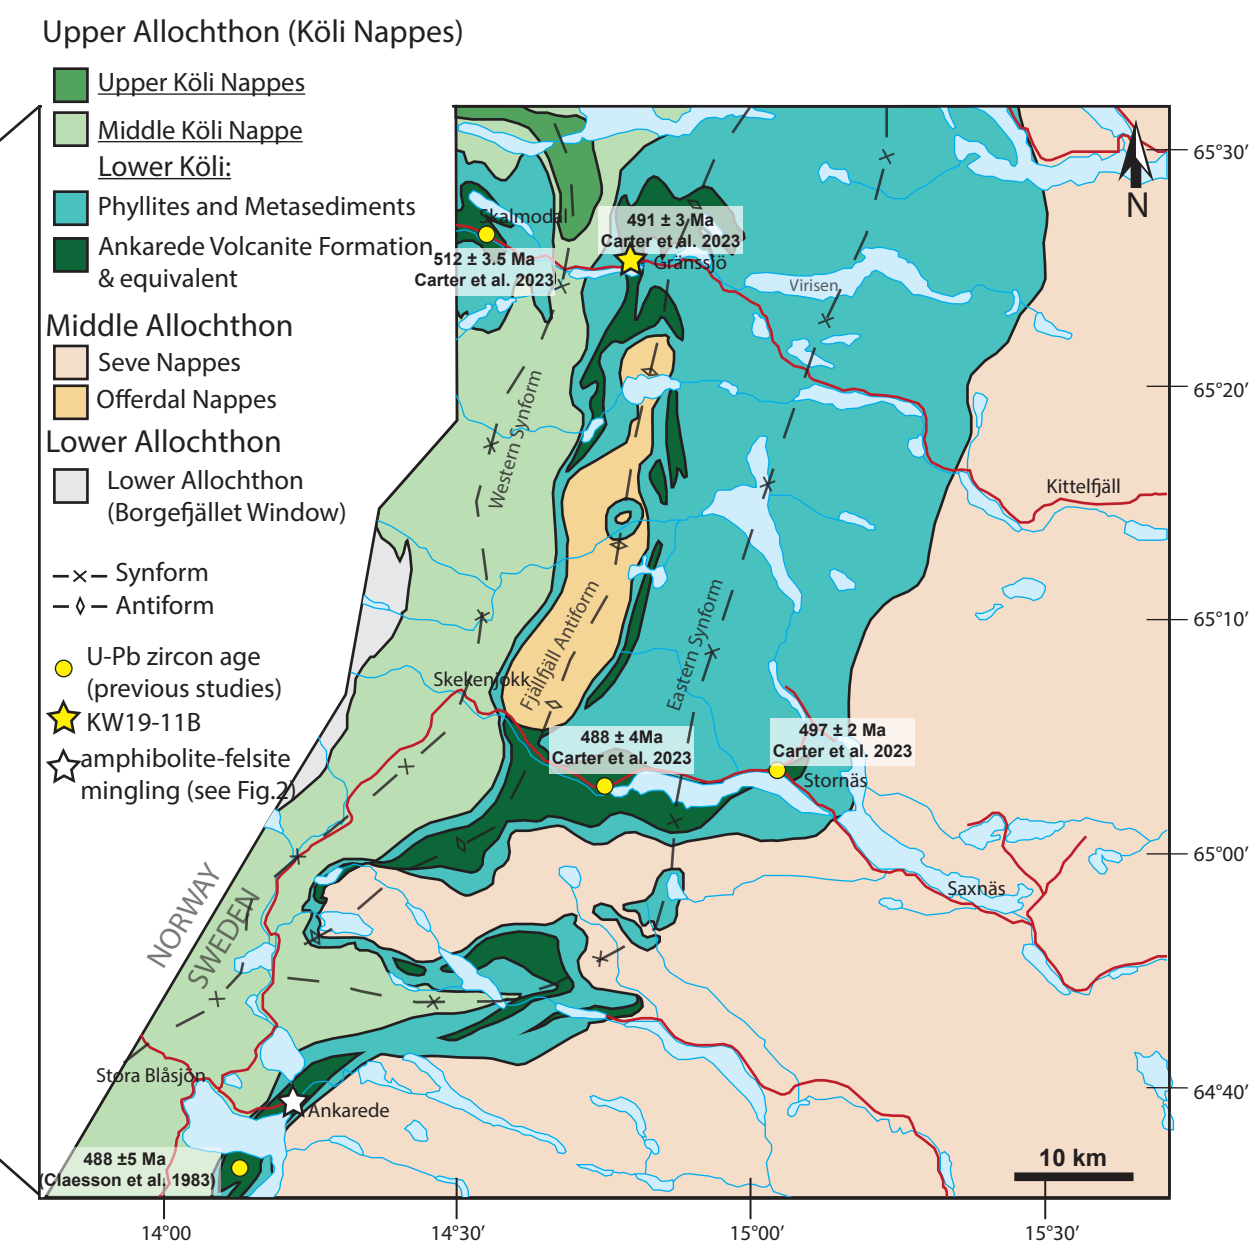 Upper Allochthon (Köli Nappes)
Upper Köli Nappes
Middle Köli Nappe
Lower Köli:
Phyllites and Metasediments
Ankarede Volcanite Formation
& equivalent
Middle Allochthon
Seve Nappes
Offerdal Nappes
Lower Allochthon
Lower Allochthon
(Borgefjället Window)
Synform
Antiform
U-Pb zircon age
(previous studies)
KW19-11B
amphibolite-felsite
mingling (see Fig.2)
Skalmodal
491 ± 3 Ma
Carter et al. 2023
512 ± 3.5 Ma
Carter et al. 2023
Gränssjö
Virisen
N
65°30'
65°20'
65°10'
65°00'
64°40'
Western Synform
Kittelfjäll
Fjällfjäll Antiform
Eastern Synform
Skekenjokk
488 ± 4Ma
Carter et al. 2023
497 ± 2 Ma
Carter et al. 2023
Stornäs
Saxnäs
NORWAY
SWEDEN
Stora Blåsjön
Ankarede
488 ±5 Ma
(Claesson et al. 1983)
10 km
14°00
14°30'
15°00'
15°30'